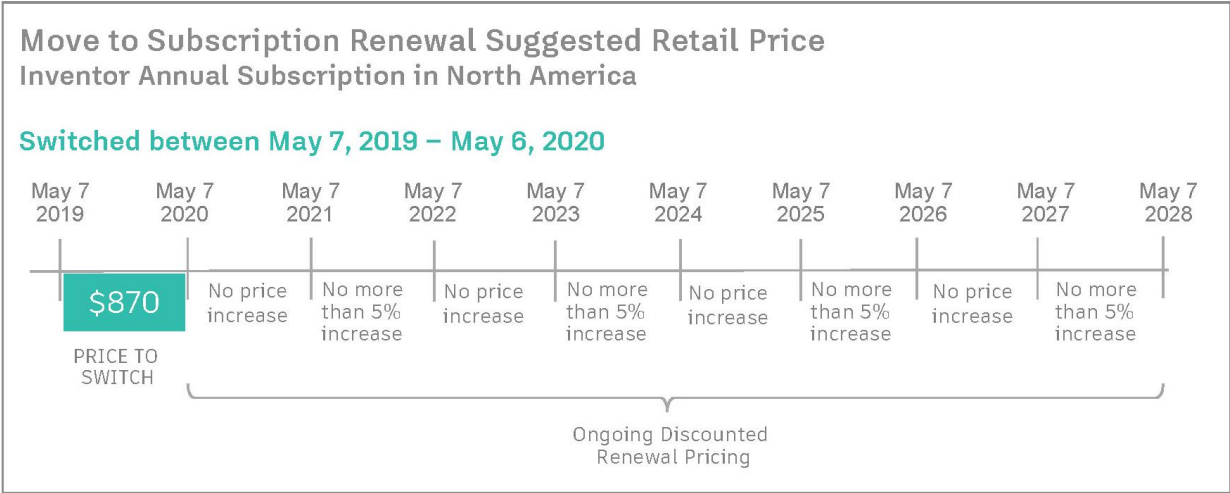 Move to Subscription Renewal Suggested Retail Price
Inventor Annual Subscription in North America
Switched between May 7, 2019 – May 6, 2020
May 7 2019
May 7 2020
May 7 2021
May 7 2022
May 7 2023
May 7 2024
May 7 2025
May 7 2026
May 7 2027
May 7 2028
$870
PRICE TO
SWITCH
No price
increase
No more
than 5%
increase
No price
increase
No more
than 5%
increase
No price
increase
No more
than 5%
increase
No price
increase
No more
than 5%
increase
Ongoing Discounted
Renewal Pricing